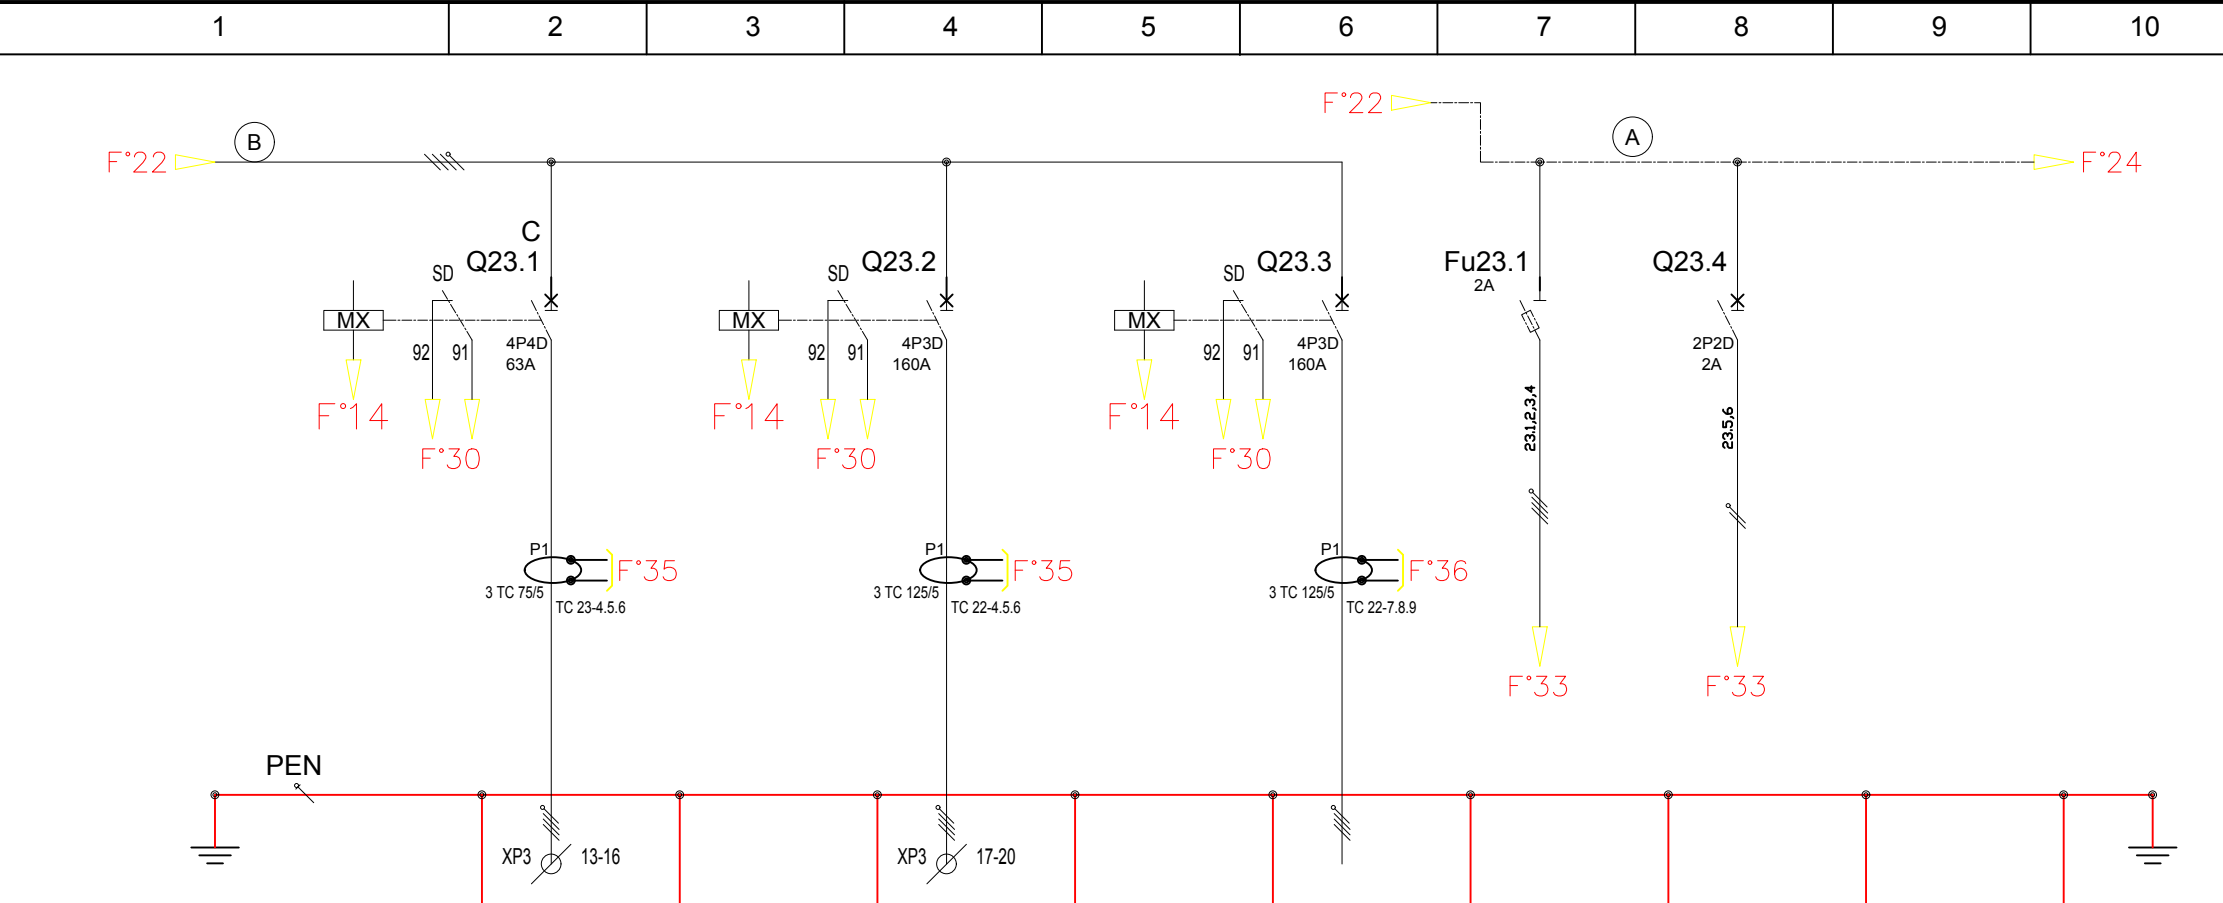 1 2 3 4 5 6 7 8 9 10
F°22
A
B
F°22
F°24
C
Q23.1 Q23.2 Q23.3 Fu23.1 Q23.4
SD SD SD 2A
MX MX MX
92 91 4P4D 92 91 4P3D 92 91 4P3D 2P2D
63A 160A 160A 2A
F°14 F°14 F°14 23.1,2,3,4 23.5,6
F°30 F°30 F°30
P1 P1 P1
F°35 F°35 F°36
3 TC 75/5 3 TC 125/5 3 TC 125/5
TC 23-4.5.6 TC 22-4.5.6 TC 22-7.8.9
F°33 F°33
PEN
XP3 13-16 XP3 17-20